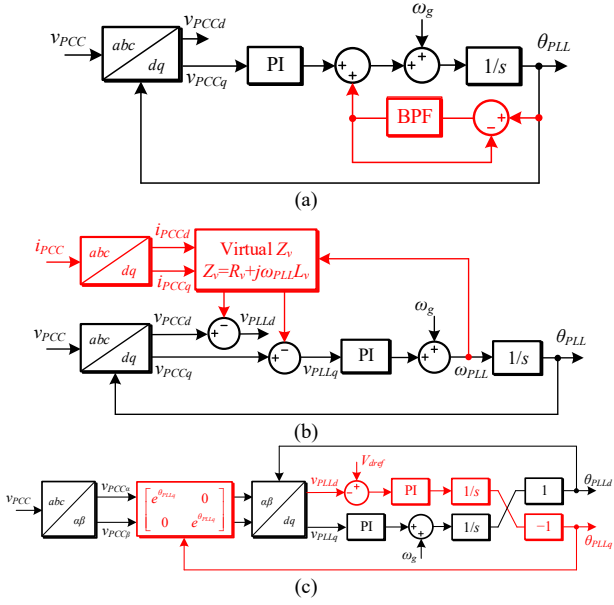 v_PCC abc dq v_PCCd v_PCCq PI + + ω_g + + 1/s θ_PLL
BPF − +
(a)
i_PCC abc dq i_PCCd i_PCCq Virtual Z_v
Z_v=R_v+jω_PLL L_v
v_PCC abc dq v_PCCd v_PCCq + − v_PLLd + − v_PLLq PI ω_g + + ω_PLL 1/s θ_PLL
(b)
v_PCC abc αβ v_PCCα v_PCCβ
e^{θ_PLLq} 0
0 e^{θ_PLLq}
αβ dq v_PLLd V_dref − + PI 1/s 1 θ_PLLd
v_PLLq PI + + ω_g 1/s −1 θ_PLLq
(c)